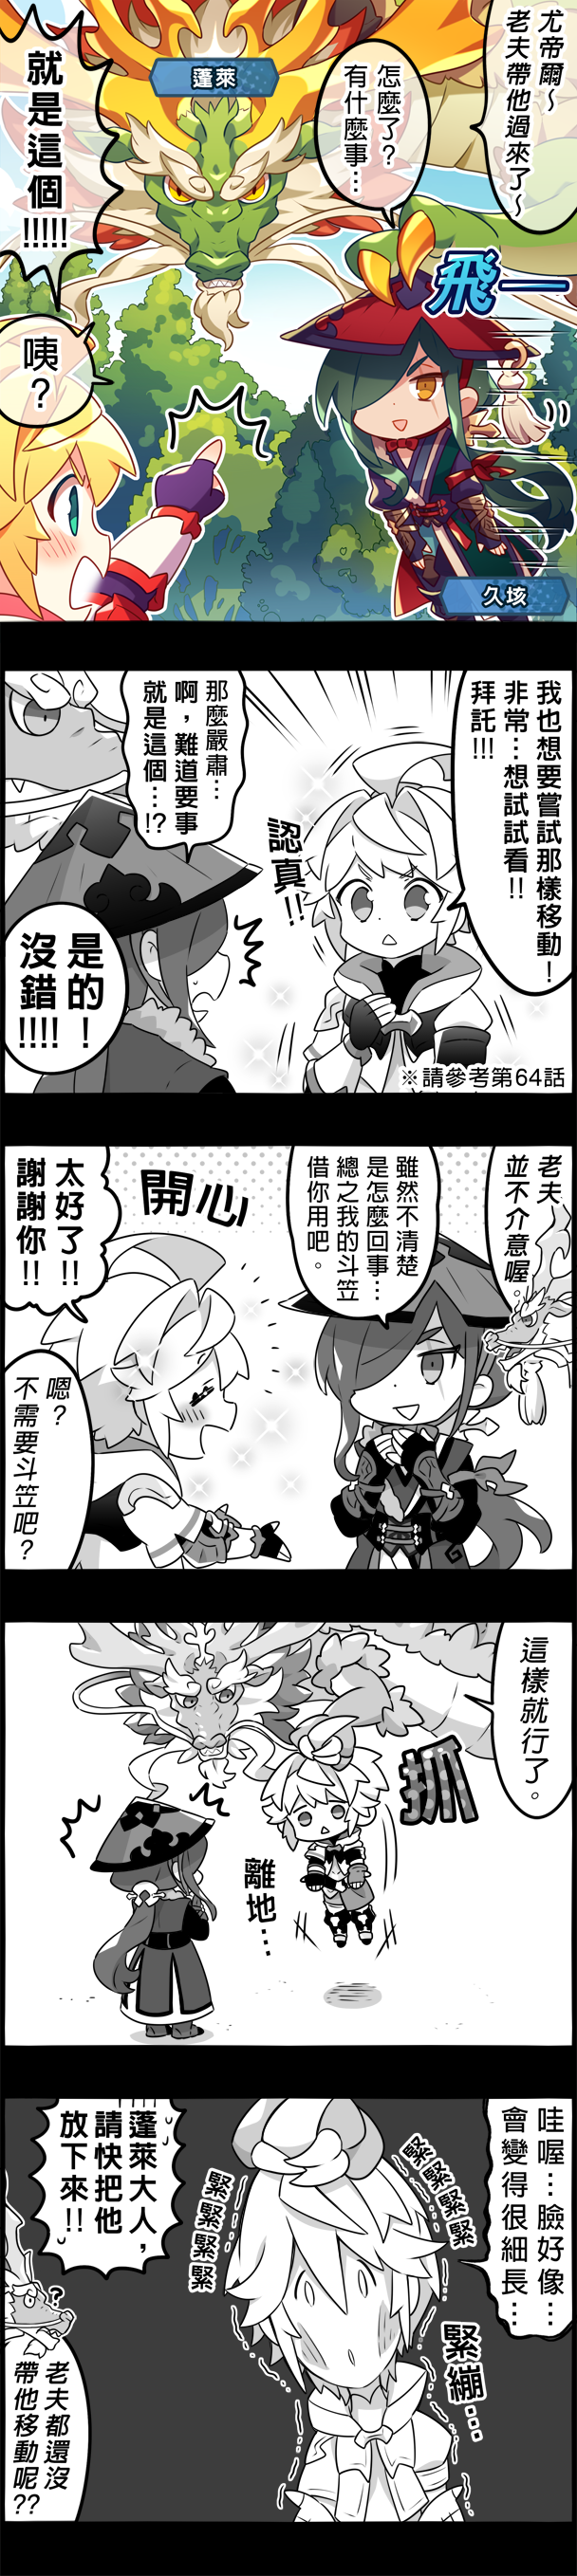 尤帝爾～
老夫帶他過來了～
怎麼了？
有什麼事…
蓬萊
就是這個!!!!!
飛—
咦？
久垓
我也想要嘗試那樣移動！
非常…想試試看!!
拜託!!!
認真!!
那麼嚴肅…
啊，難道要事
就是這個…!?
是的！
沒錯!!!!
※請參考第64話
老夫
並不介意喔。
雖然不清楚
是怎麼回事…
總之我的斗笠
借你用吧。
開心
太好了!!
謝謝你!!
嗯？
不需要斗笠吧？
這樣就行了。
抓
離地…
哇喔…臉好像…
會變得很細長…
緊緊緊緊
緊緊緊緊
緊繃…
蓬萊大人，
請快把他
放下來!!
?
老夫都還沒
帶他移動呢??